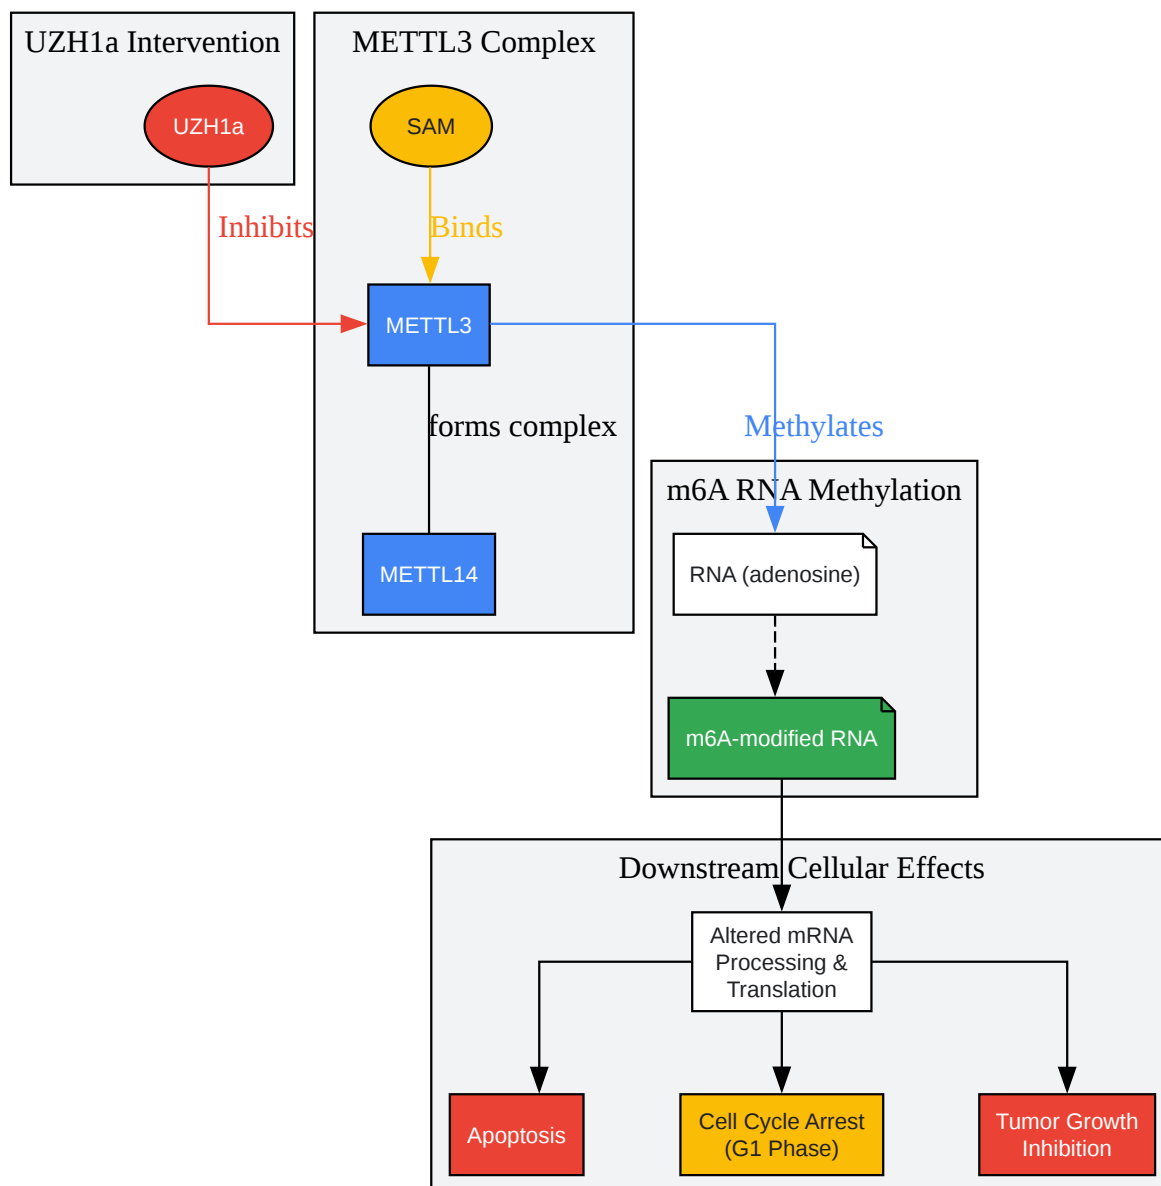 UZH1a Intervention
METTL3 Complex
UZH1a
SAM
Inhibits
Binds
METTL3
forms complex
Methylates
m6A RNA Methylation
METTL14
RNA (adenosine)
m6A-modified RNA
Downstream Cellular Effects
Altered mRNA
Processing &
Translation
Apoptosis
Cell Cycle Arrest
(G1 Phase)
Tumor Growth
Inhibition